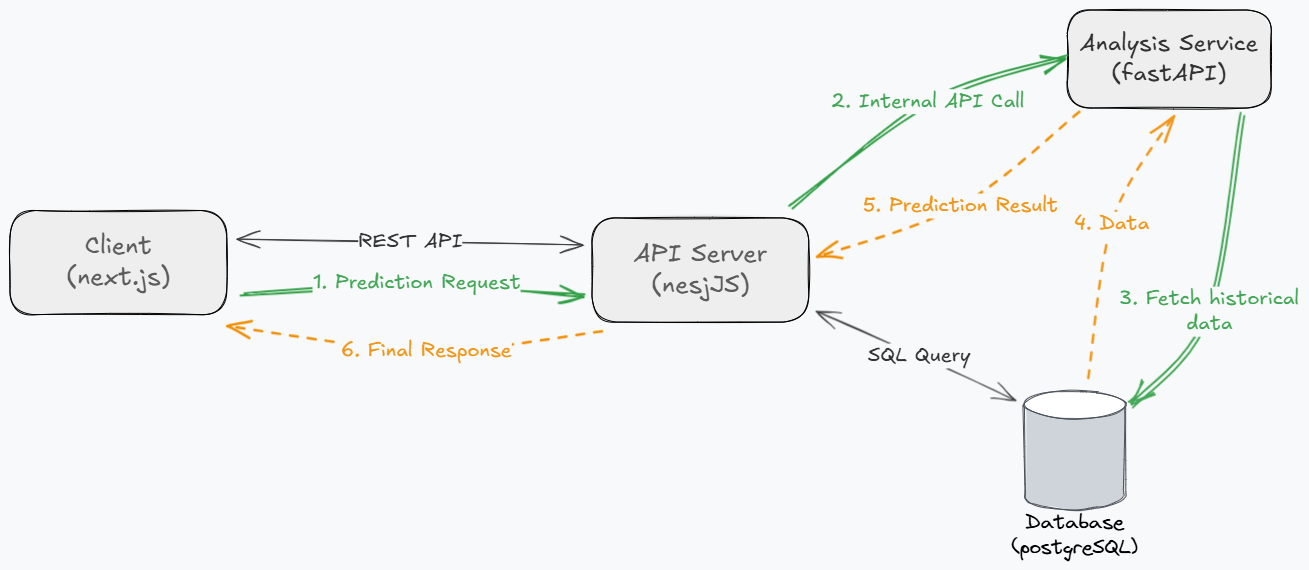 Analysis Service
(fastAPI)
2. Internal API Call
5. Prediction Result
4. Data
Client
(next.js)
REST API
1. Prediction Request
6. Final Response
API Server
(nesjJS)
3. Fetch historical
data
SQL Query
Database
(postgreSQL)